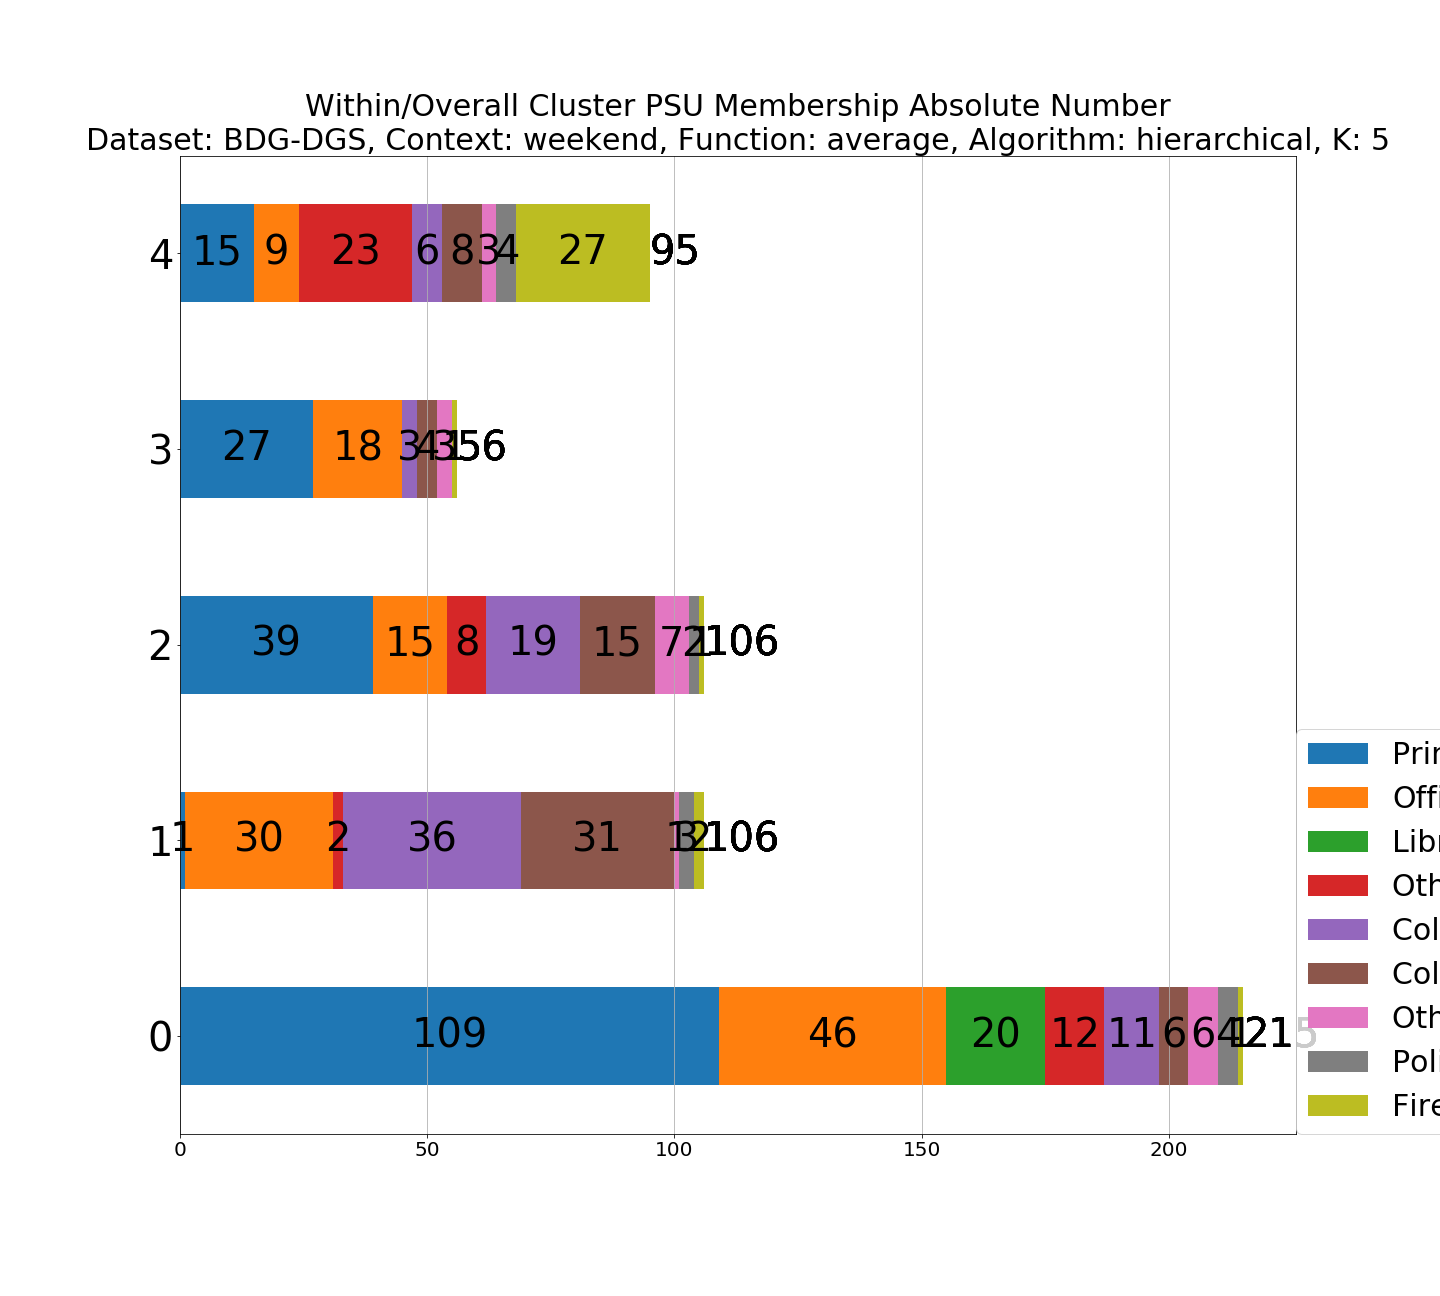 Within/Overall Cluster PSU Membership Absolute Number
Dataset: BDG-DGS, Context: weekend, Function: average, Algorithm: hierarchical, K: 5
4 15 9 23 6 8 3 4 27 95
3 27 18 3 4 3 1 56
2 39 15 8 19 15 7 2 1 106
1 1 30 2 36 31 1 3 2 106
0 109 46 20 12 11 6 6 4 1 215
0 50 100 150 200
Oth
Col
Col
Oth
Fire